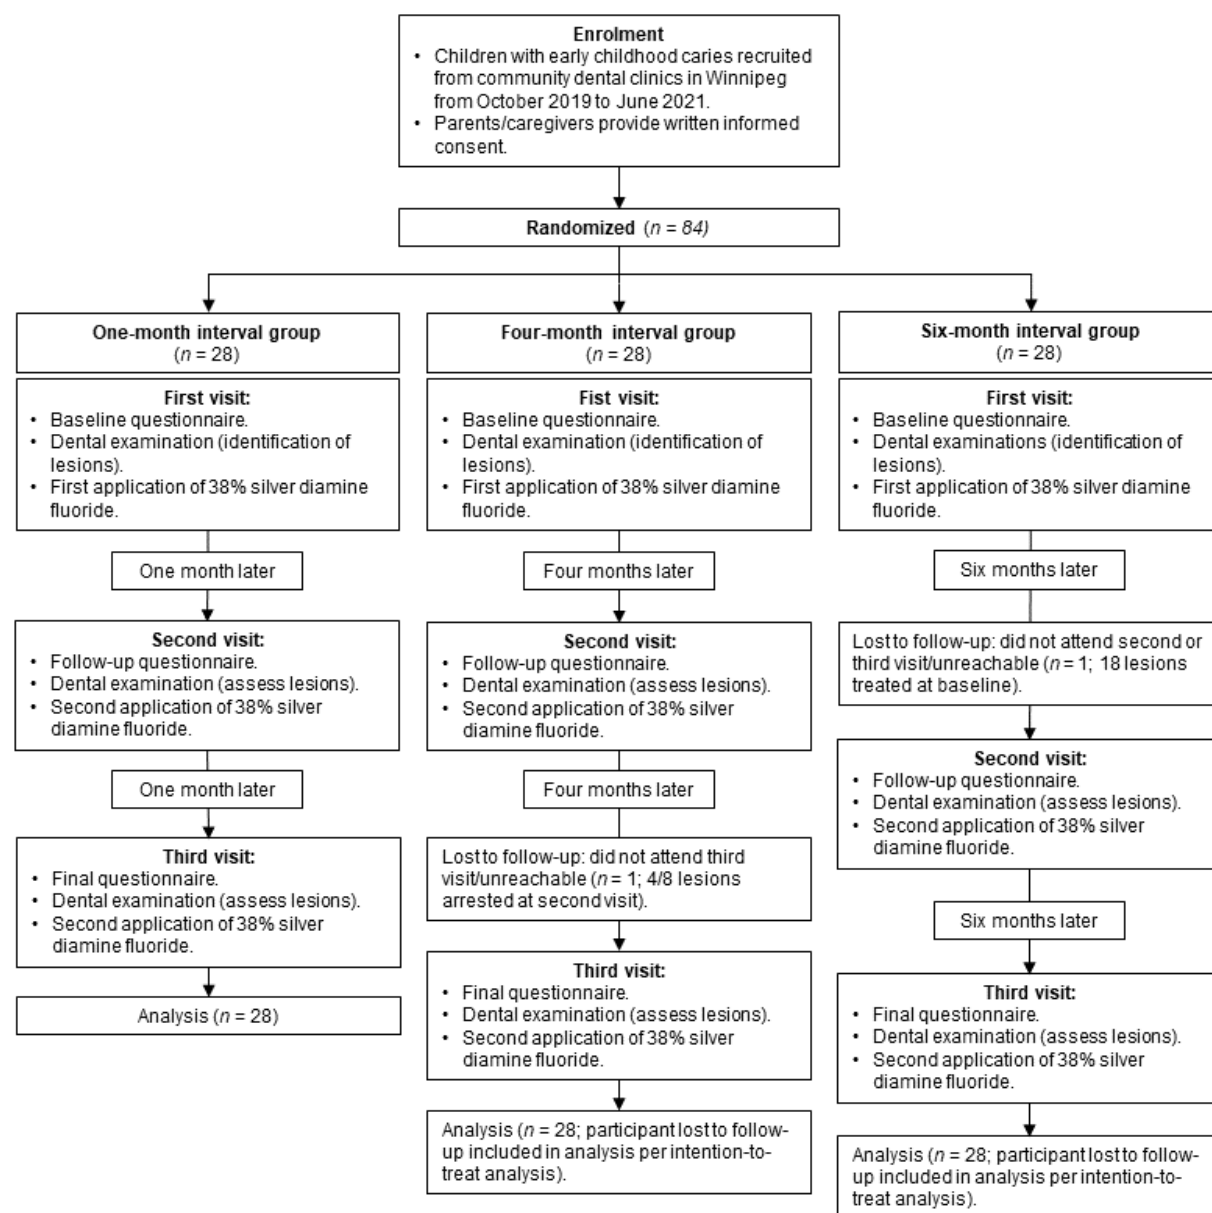 Enrolment
• Children with early childhood caries recruited
from community dental clinics in Winnipeg
from October 2019 to June 2021.
• Parents/caregivers provide written informed
consent.
Randomized (n = 84)
One-month interval group
(n = 28)
First visit:
• Baseline questionnaire.
• Dental examination (identification of
lesions).
• First application of 38% silver diamine
fluoride.
One month later
Second visit:
• Follow-up questionnaire.
• Dental examination (assess lesions).
• Second application of 38% silver
diamine fluoride.
One month later
Third visit:
• Final questionnaire.
• Dental examination (assess lesions).
• Second application of 38% silver
diamine fluoride.
Analysis (n = 28)
Four-month interval group
(n = 28)
Fist visit:
• Baseline questionnaire.
• Dental examination (identification of
lesions).
• First application of 38% silver diamine
fluoride.
Four months later
Second visit:
• Follow-up questionnaire.
• Dental examination (assess lesions).
• Second application of 38% silver
diamine fluoride.
Four months later
Lost to follow-up: did not attend third
visit/unreachable (n = 1; 4/8 lesions
arrested at second visit).
Third visit:
• Final questionnaire.
• Dental examination (assess lesions).
• Second application of 38% silver
diamine fluoride.
Analysis (n = 28; participant lost to follow-
up included in analysis per intention-to-
treat analysis).
Six-month interval group
(n = 28)
First visit:
• Baseline questionnaire.
• Dental examinations (identification of
lesions).
• First application of 38% silver diamine
fluoride.
Six months later
Lost to follow-up: did not attend second or
third visit/unreachable (n = 1; 18 lesions
treated at baseline).
Second visit:
• Follow-up questionnaire.
• Dental examination (assess lesions).
• Second application of 38% silver
diamine fluoride.
Six months later
Third visit:
• Final questionnaire.
• Dental examination (assess lesions).
• Second application of 38% silver
diamine fluoride.
Analysis (n = 28; participant lost to follow-
up included in analysis per intention-to-
treat analysis).